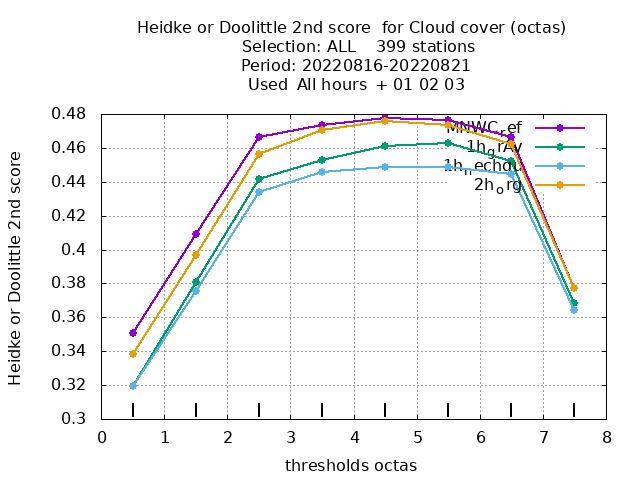 Heidke or Doolittle 2nd score  for Cloud cover (octas)
Selection: ALL    399 stations
Period: 20220816-20220821
Used  All hours  + 01 02 03
0.48
0.46
0.44
0.42
0.4
0.38
0.36
0.34
0.32
0.3
Heidke or Doolittle 2nd score
MNWC_ref
2h_org
0 1 2 3 4 5 6 7 8
thresholds octas